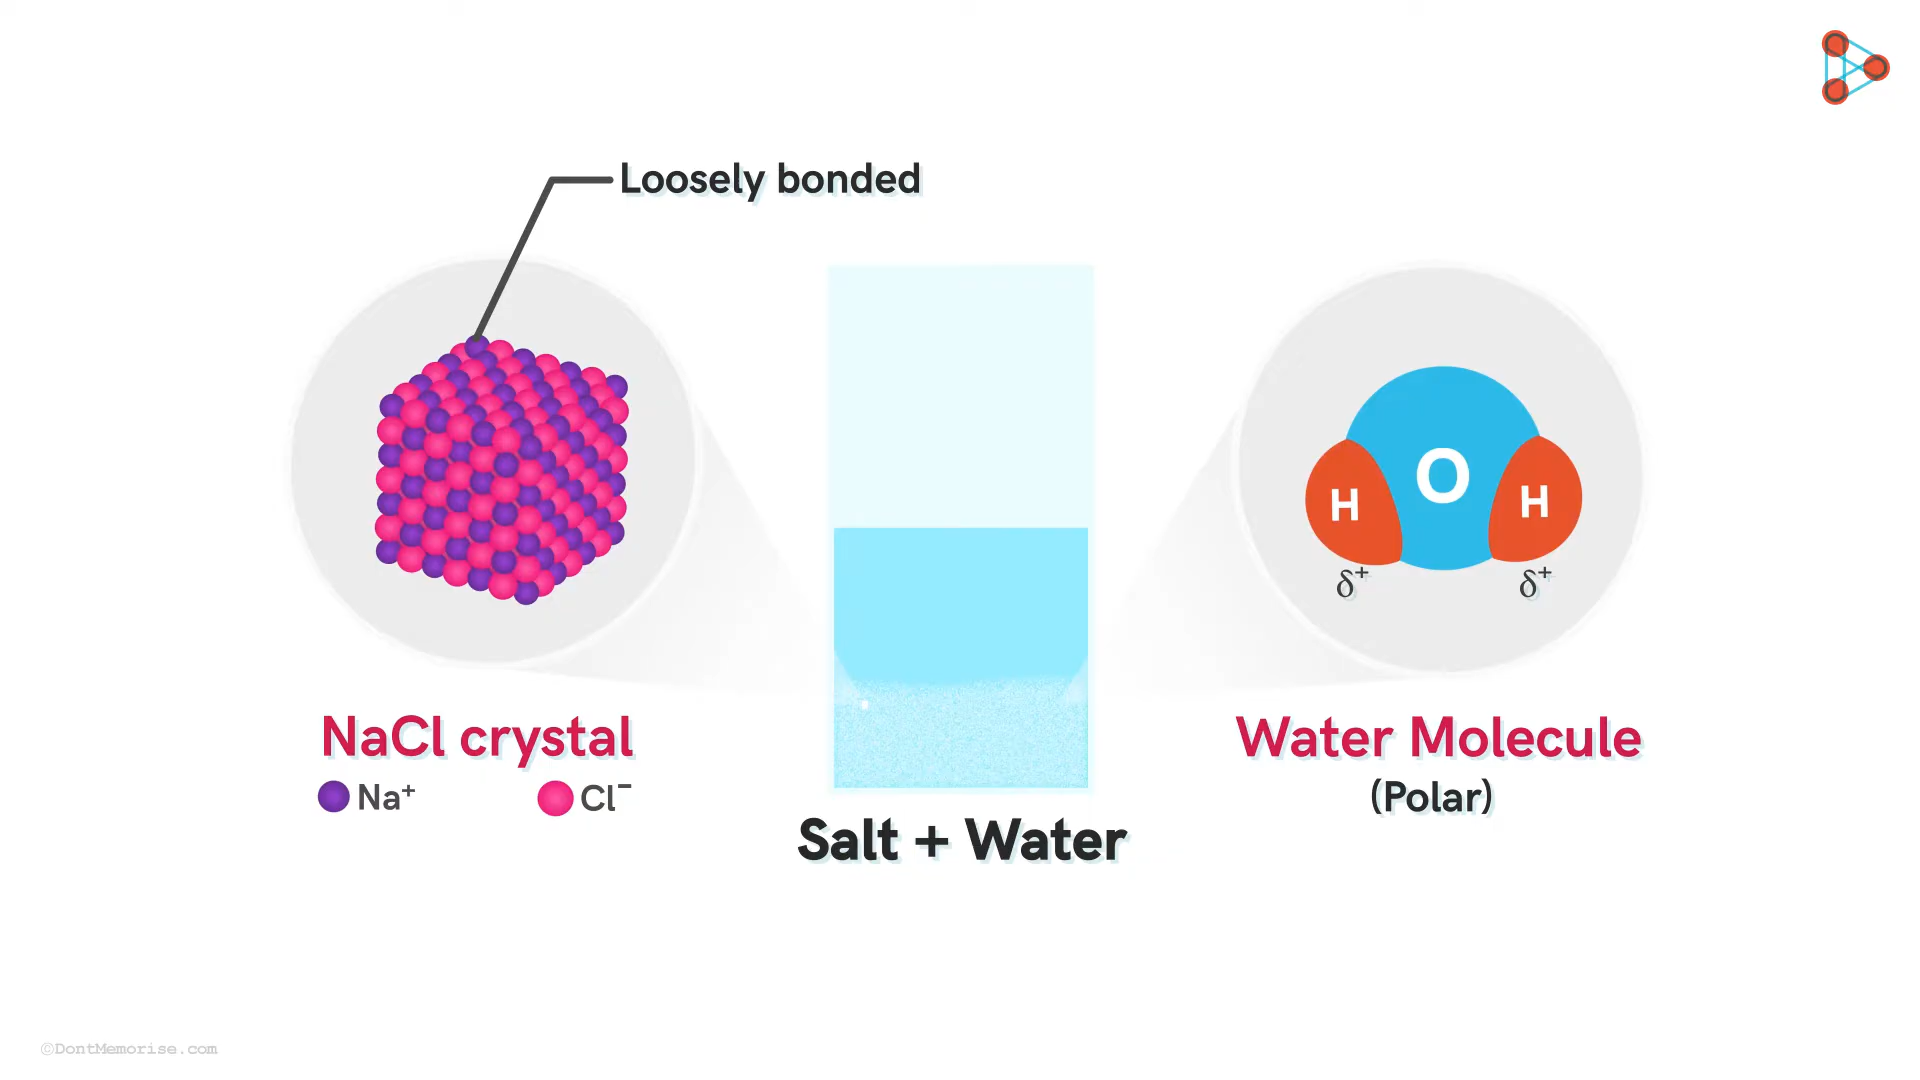 Loosely bonded
H
O
H
δ⁺
δ⁺
NaCl crystal
Na⁺
Cl⁻
Water Molecule
(Polar)
Salt + Water
©DontMemorise.com